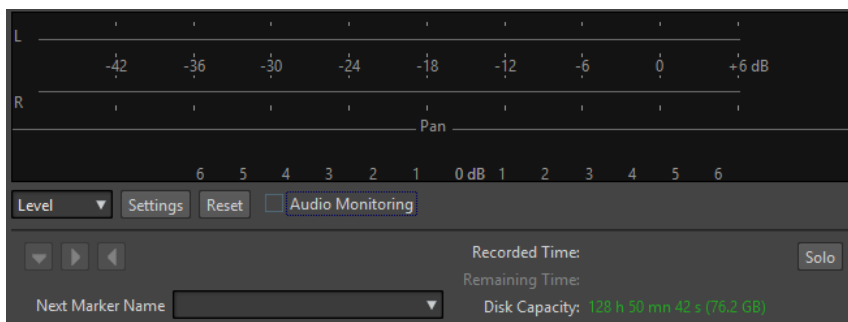 L
-42 -36 -30 -24 -18 -12 -6 0 +6 dB
R
Pan
6 5 4 3 2 1 0 dB 1 2 3 4 5 6
Level Settings Reset Audio Monitoring
Recorded Time: Solo
Remaining Time:
Next Marker Name Disk Capacity: 128 h 50 mn 42 s (76.2 GB)